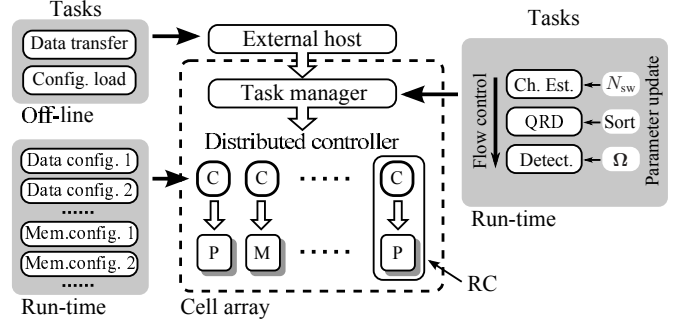 Tasks
Data transfer
Config. load
Off-line
External host
Task manager
Distributed controller
Tasks
Flow control
Ch. Est.
N_sw
QRD
Sort
Detect.
Ω
Parameter update
Run-time
Data config. 1
Data config. 2
......
Mem.config. 1
Mem.config. 2
......
Run-time
C C ..... C
P M ..... P
RC
Cell array